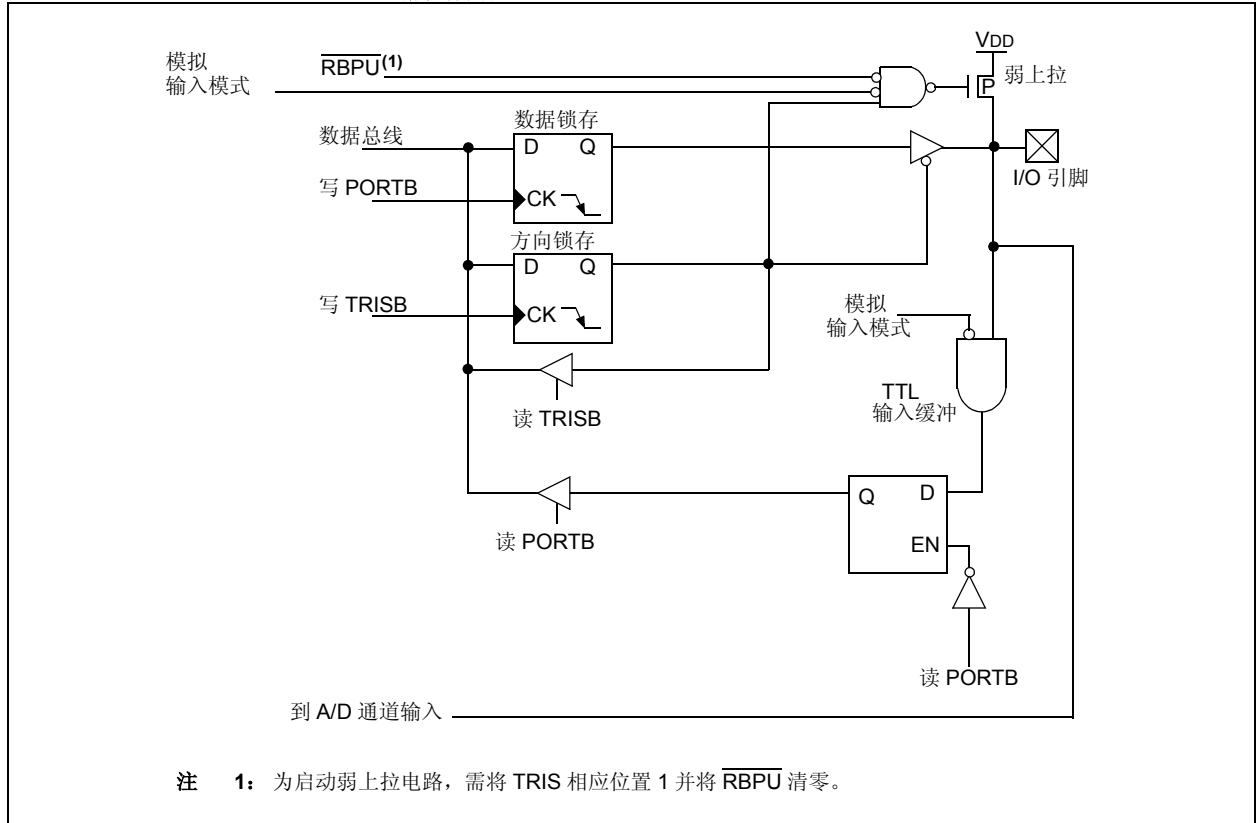 VDD
模拟
输入模式
RBPU(1)
P
弱上拉
数据总线
数据锁存
D Q
I/O 引脚
写 PORTB
CK
方向锁存
D Q
写 TRISB
CK
模拟
输入模式
TTL
输入缓冲
读 TRISB
Q D
EN
读 PORTB
读 PORTB
到 A/D 通道输入
注 1： 为启动弱上拉电路，需将 TRIS 相应位置 1 并将 RBPU 清零。